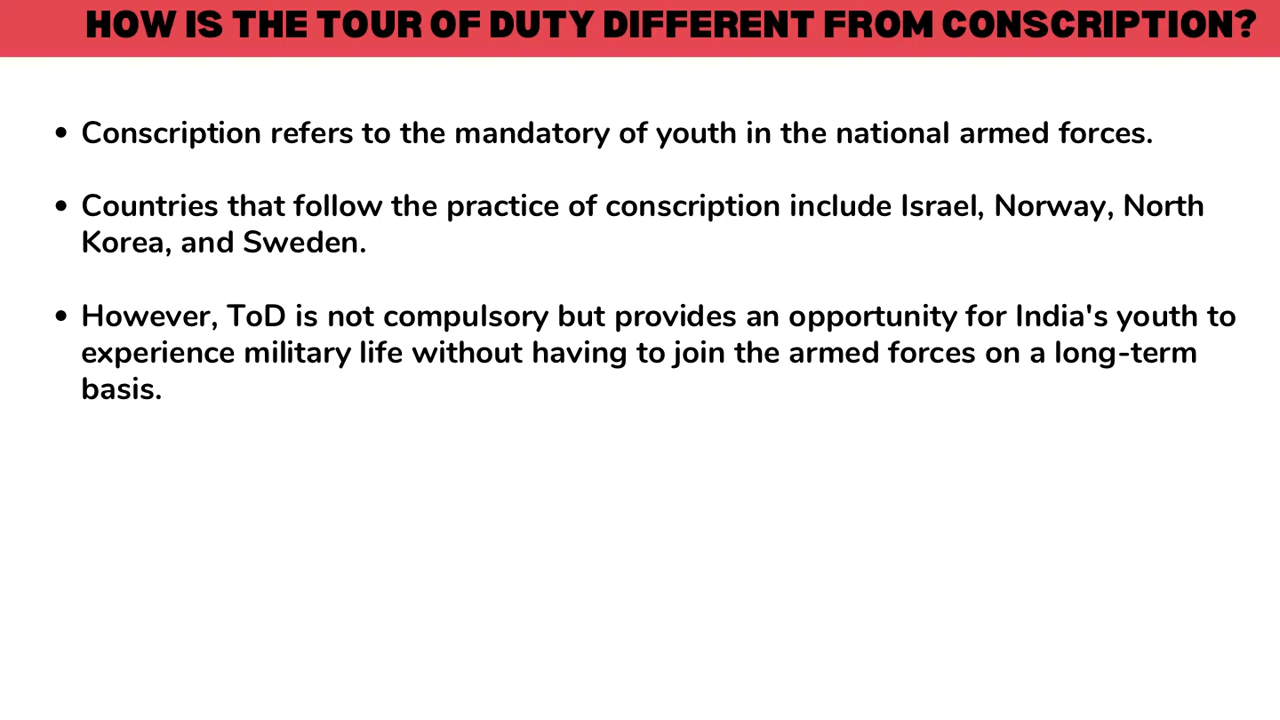 HOW IS THE TOUR OF DUTY DIFFERENT FROM CONSCRIPTION?
• Conscription refers to the mandatory of youth in the national armed forces.
• Countries that follow the practice of conscription include Israel, Norway, North
Korea, and Sweden.
• However, ToD is not compulsory but provides an opportunity for India's youth to
experience military life without having to join the armed forces on a long-term
basis.